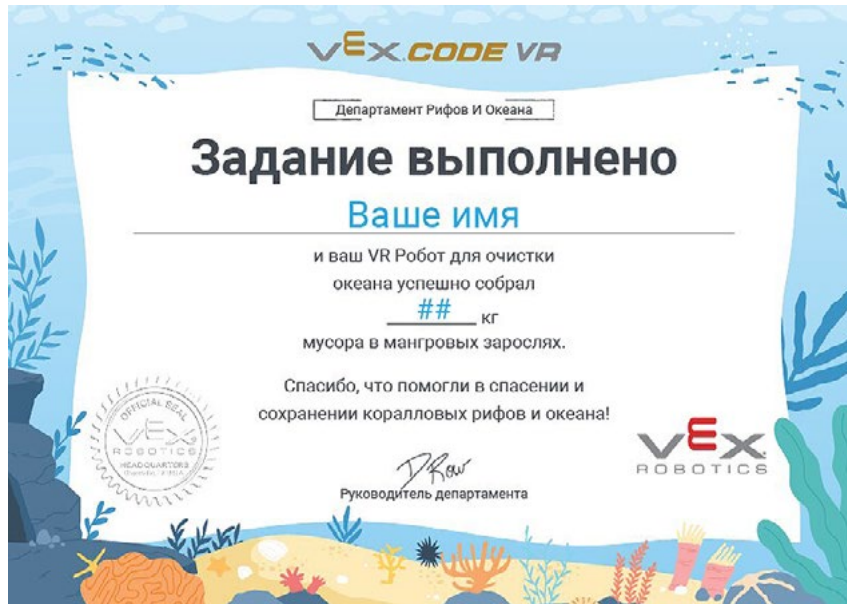 VEX CODE VR
Департамент Рифов И Океана
Задание выполнено
Ваше имя
и ваш VR Робот для очистки
океана успешно собрал
## кг
мусора в мангровых зарослях.
Спасибо, что помогли в спасении и
сохранении коралловых рифов и океана!
OFFICIAL SEAL
VEX
ROBOTICS
HEADQUARTERS
VEX
ROBOTICS
Руководитель департамента